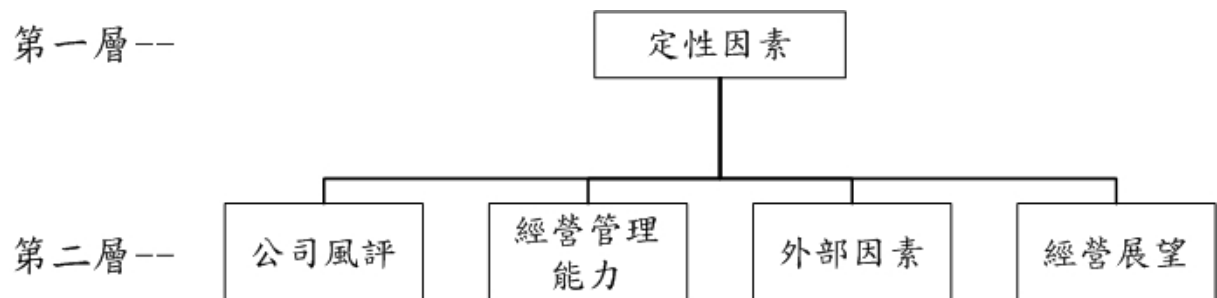 第一層--
定性因素
第二層--
公司風評
經營管理
能力
外部因素
經營展望